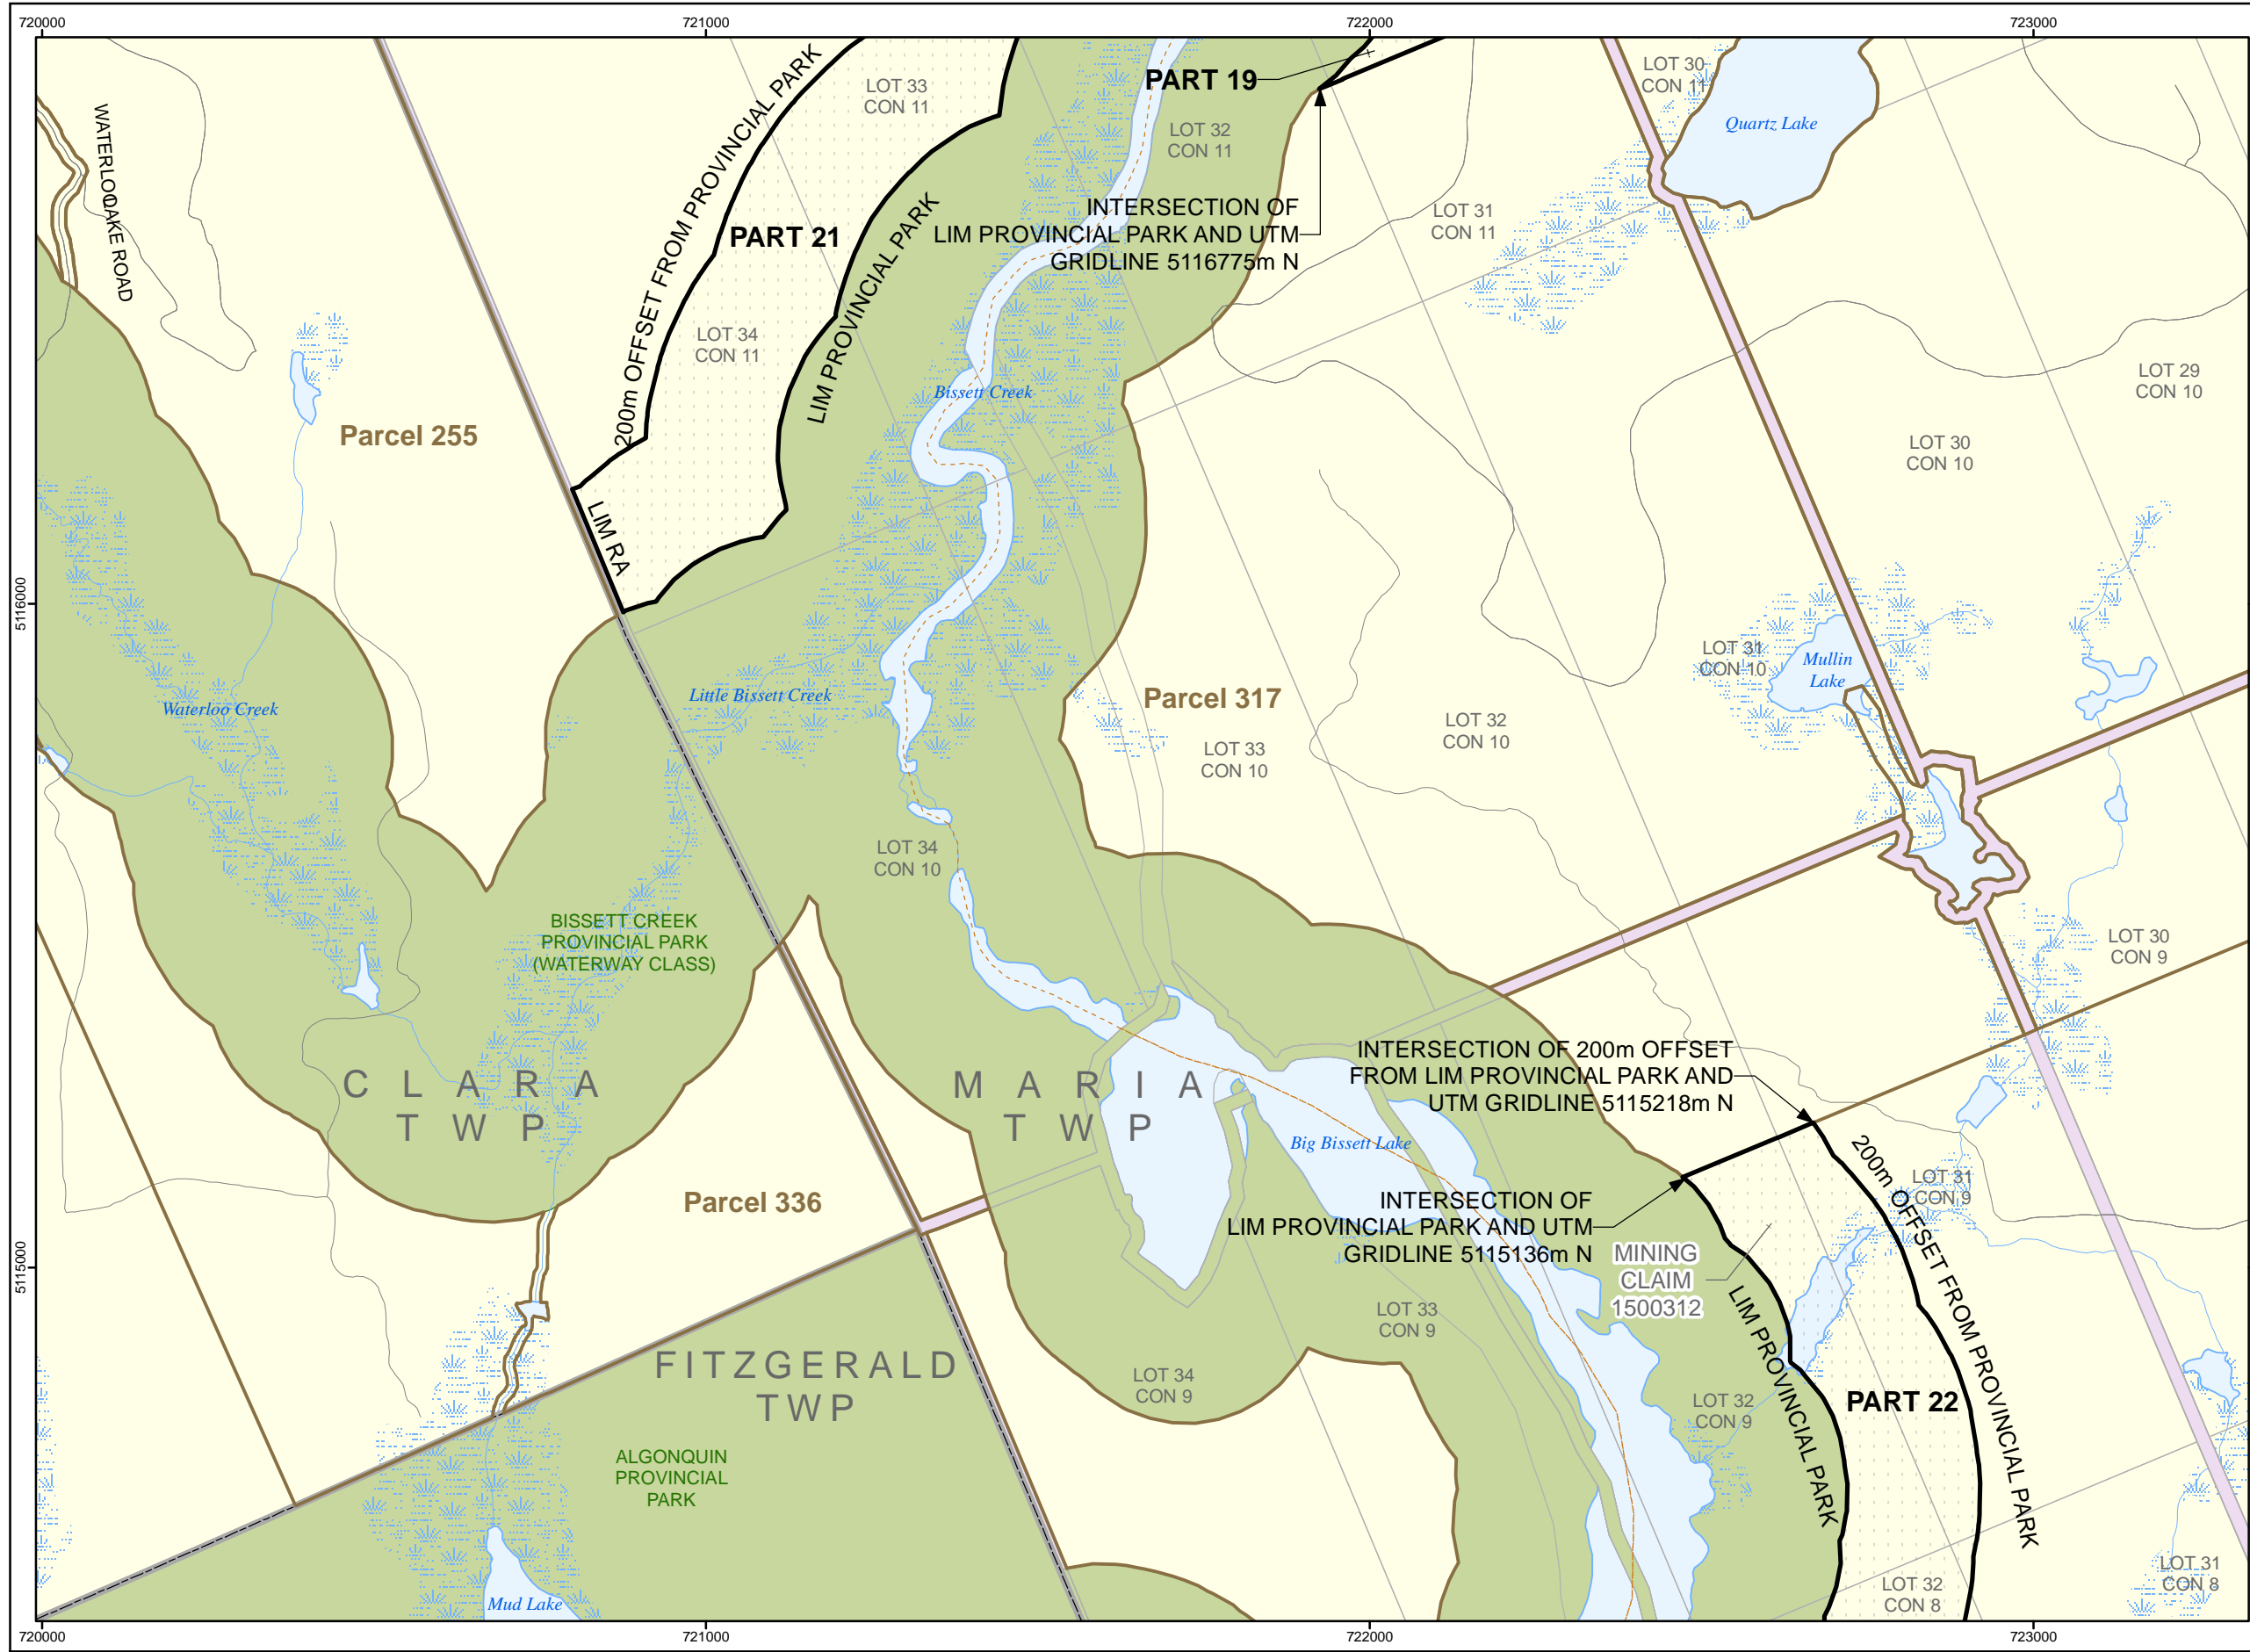 720000
721000
722000
723000
5116000
5115000
WATERLOO
LAKE ROAD
200m OFFSET FROM PROVINCIAL PARK
LOT 33
CON 11
PART 19
LOT 30
CON 11
Quartz Lake
LOT 32
CON 11
PART 21
LIM PROVINCIAL PARK
INTERSECTION OF
LIM PROVINCIAL PARK AND UTM
GRIDLINE 5116775m N
LOT 31
CON 11
LOT 34
CON 11
Bissett Creek
LOT 29
CON 10
Parcel 255
LOT 30
CON 10
LIM RA
Waterloo Creek
Little Bissett Creek
Parcel 317
LOT 31
CON 10
Mullin
Lake
LOT 33
CON 10
LOT 32
CON 10
LOT 34
CON 10
BISSETT CREEK
PROVINCIAL PARK
(WATERWAY CLASS)
LOT 30
CON 9
CLARA
TWP
MARIA
TWP
INTERSECTION OF 200m OFFSET
FROM LIM PROVINCIAL PARK AND
UTM GRIDLINE 5115218m N
Big Bissett Lake
200m OFFSET FROM PROVINCIAL PARK
LOT 31
CON 9
Parcel 336
INTERSECTION OF
LIM PROVINCIAL PARK AND UTM
GRIDLINE 5115136m N
MINING
CLAIM
1500312
LOT 33
CON 9
LIM PROVINCIAL PARK
FITZGERALD
TWP
LOT 34
CON 9
LOT 32
CON 9
PART 22
ALGONQUIN
PROVINCIAL
PARK
Mud Lake
LOT 32
CON 8
LOT 31
CON 8
720000
721000
722000
723000